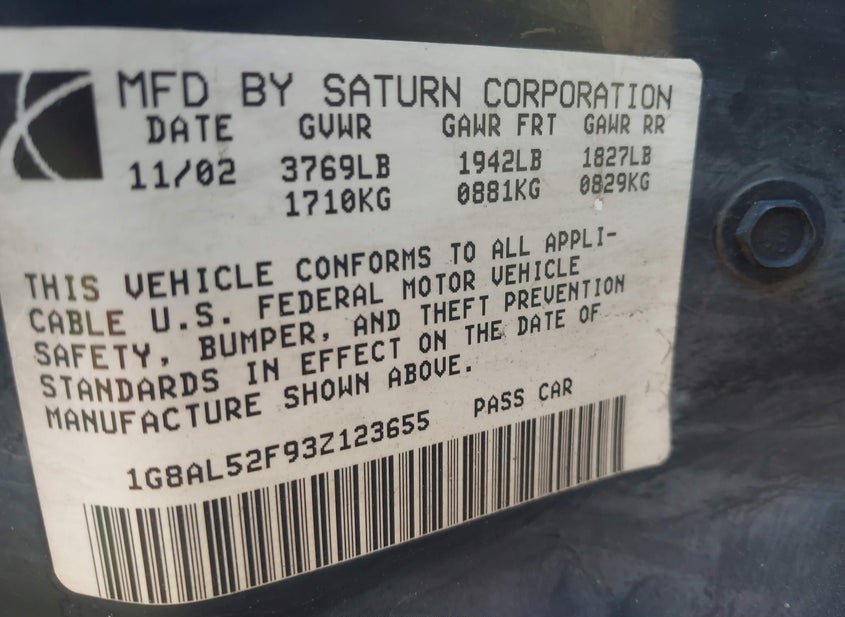 MFD BY SATURN CORPORATION
DATE GVWR GAWR FRT GAWR RR
11/02 3769LB 1942LB 1827LB
1710KG 0881KG 0829KG
THIS VEHICLE CONFORMS TO ALL APPLI-
CABLE U.S. FEDERAL MOTOR VEHICLE
SAFETY, BUMPER, AND THEFT PREVENTION
STANDARDS IN EFFECT ON THE DATE OF
MANUFACTURE SHOWN ABOVE.
1G8AL52F93Z123655 PASS CAR